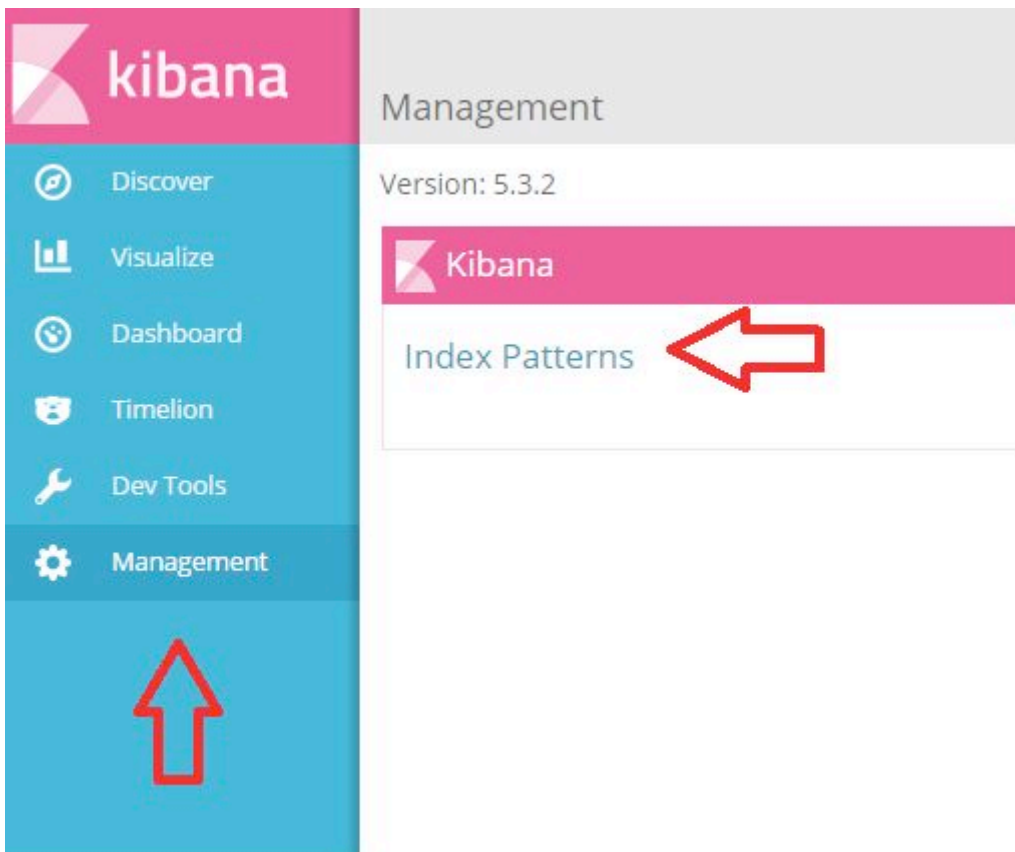 kibana
Discover
Visualize
Dashboard
Timelion
Dev Tools
Management
Management
Version: 5.3.2
Kibana
Index Patterns